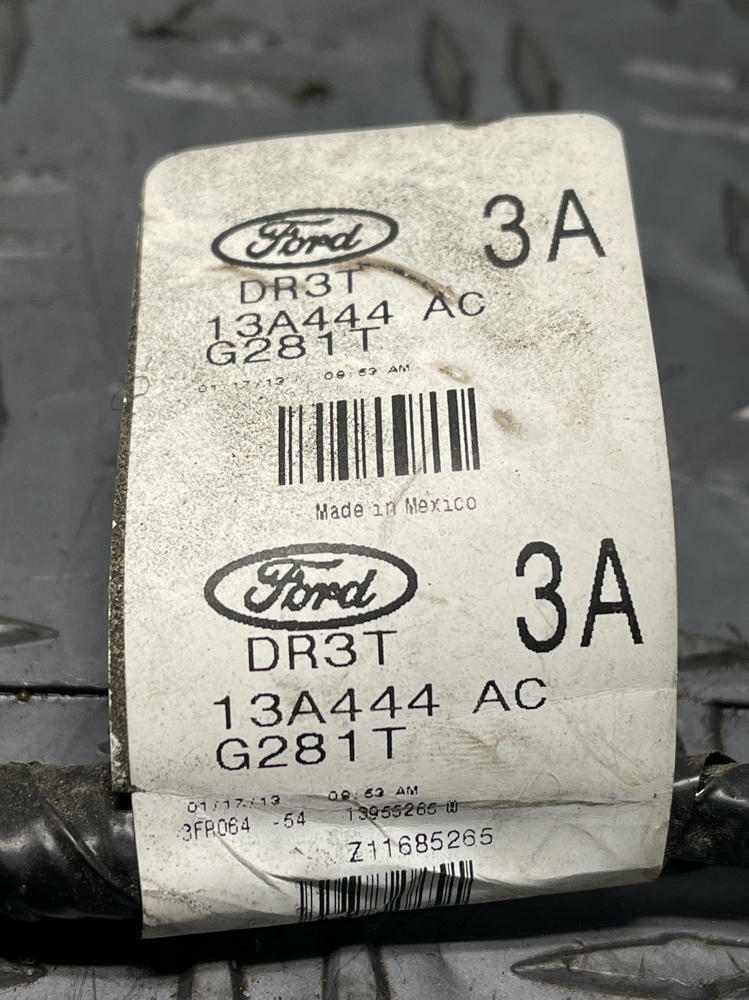 Ford 3A
DR3T
13A444 AC
G281T
01/17/13 09:53 AM
Made in Mexico
Ford 3A
DR3T
13A444 AC
G281T
01/17/13 09:53 AM
3FR064 -54 13955265 W
Z11685265